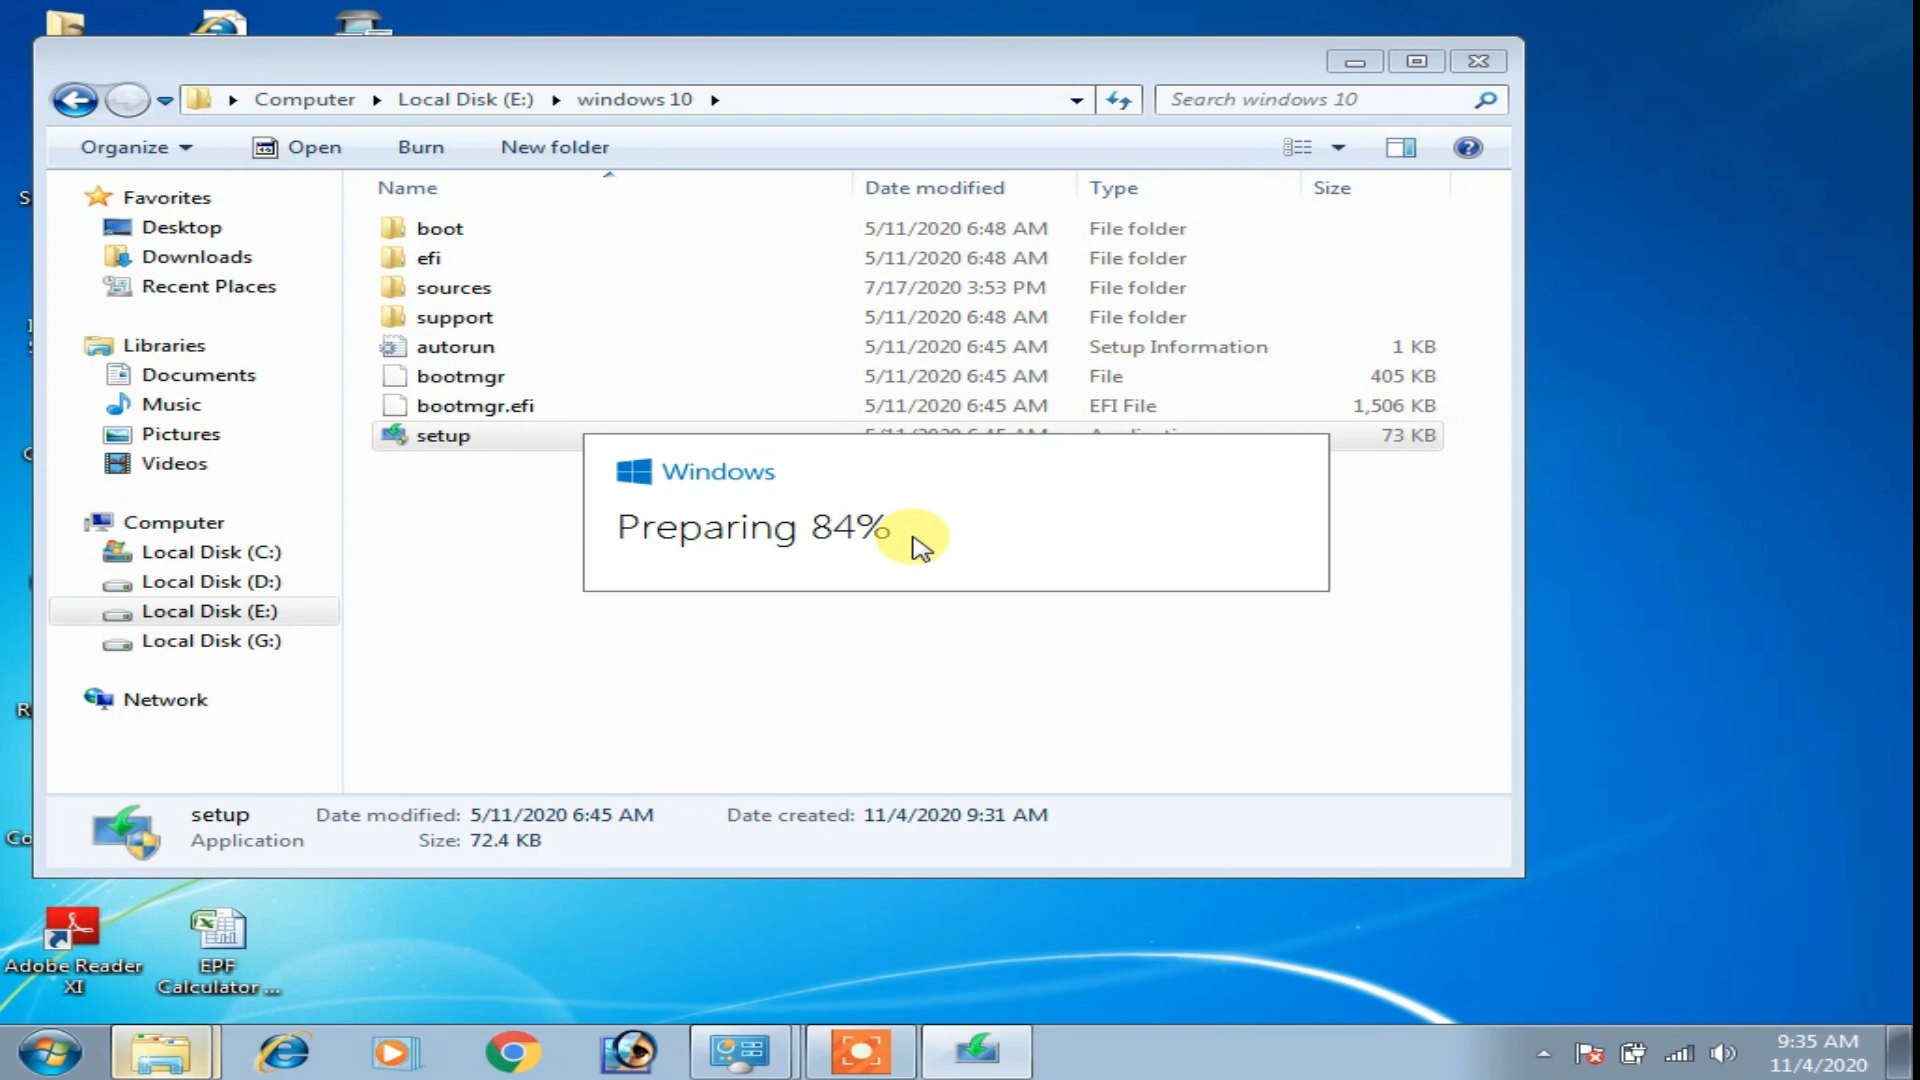 Computer Local Disk (E:) windows 10
Search windows 10
Organize Open Burn New folder
Name Date modified Type Size
Favorites
Desktop
Downloads
Recent Places
Libraries
Documents
Music
Pictures
Videos
Computer
Local Disk (C:)
Local Disk (D:)
Local Disk (E:)
Local Disk (G:)
Network
boot 5/11/2020 6:48 AM File folder
efi 5/11/2020 6:48 AM File folder
sources 7/17/2020 3:53 PM File folder
support 5/11/2020 6:48 AM File folder
autorun 5/11/2020 6:45 AM Setup Information 1 KB
bootmgr 5/11/2020 6:45 AM File 405 KB
bootmgr.efi 5/11/2020 6:45 AM EFI File 1,506 KB
setup 73 KB
Windows
Preparing 84%
setup Date modified: 5/11/2020 6:45 AM Date created: 11/4/2020 9:31 AM
Application Size: 72.4 KB
Adobe Reader
XI
EPF
Calculator ...
9:35 AM
11/4/2020